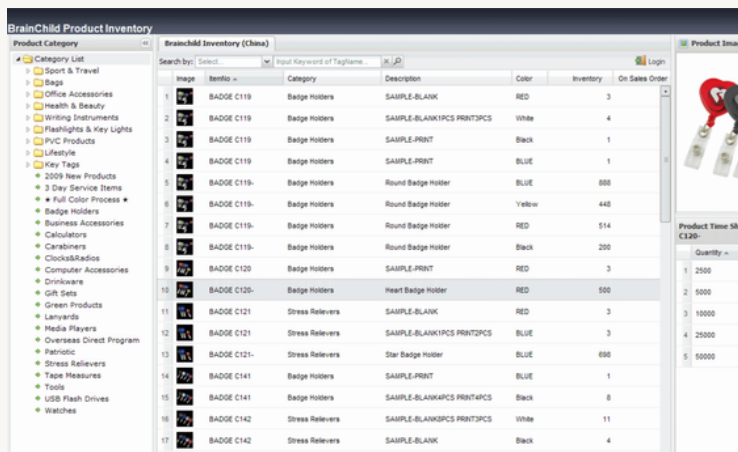 BrainChild Product Inventory
Product Category
Category List
Sport & Travel
Bags
Office Accessories
Health & Beauty
Writing Instruments
Flashlights & Key Lights
PVC Products
Lifestyle
Key Tags
2009 New Products
3 Day Service Items
★ Full Color Process ★
Badge Holders
Business Accessories
Calculators
Carabiners
Clocks&Radios
Computer Accessories
Drinkware
Gift Sets
Green Products
Lanyards
Media Players
Overseas Direct Program
Patriotic
Stress Relievers
Tape Measures
Tools
USB Flash Drives
Watches
Brainchild Inventory (China)
Search by: Select... Input Keyword of TagName... Login
Image ItemNo Category Description Color Inventory On Sales Order
1 BADGE C119 Badge Holders SAMPLE-BLANK RED 3
2 BADGE C119 Badge Holders SAMPLE-BLANK1PCS PRINT3PCS White 4
3 BADGE C119 Badge Holders SAMPLE-PRINT Black 1
4 BADGE C119 Badge Holders SAMPLE-PRINT BLUE 1
5 BADGE C119- Badge Holders Round Badge Holder BLUE 888
6 BADGE C119- Badge Holders Round Badge Holder Yellow 448
7 BADGE C119- Badge Holders Round Badge Holder RED 514
8 BADGE C119- Badge Holders Round Badge Holder Black 200
9 BADGE C120 Badge Holders SAMPLE-PRINT RED 3
10 BADGE C120- Badge Holders Heart Badge Holder RED 500
11 BADGE C121 Stress Relievers SAMPLE-BLANK RED 3
12 BADGE C121 Stress Relievers SAMPLE-BLANK1PCS PRINT2PCS BLUE 3
13 BADGE C121- Stress Relievers Star Badge Holder BLUE 698
14 BADGE C141 Badge Holders SAMPLE-PRINT BLUE 1
15 BADGE C141 Badge Holders SAMPLE-BLANK4PCS PRINT4PCS Black 8
16 BADGE C142 Stress Relievers SAMPLE-BLANK8PCS PRINT3PCS White 11
17 BADGE C142 Stress Relievers SAMPLE-BLANK Black 4
Product Ima
Product Time Sh
C120-
Quantity
1 2500
2 5000
3 10000
4 25000
5 50000